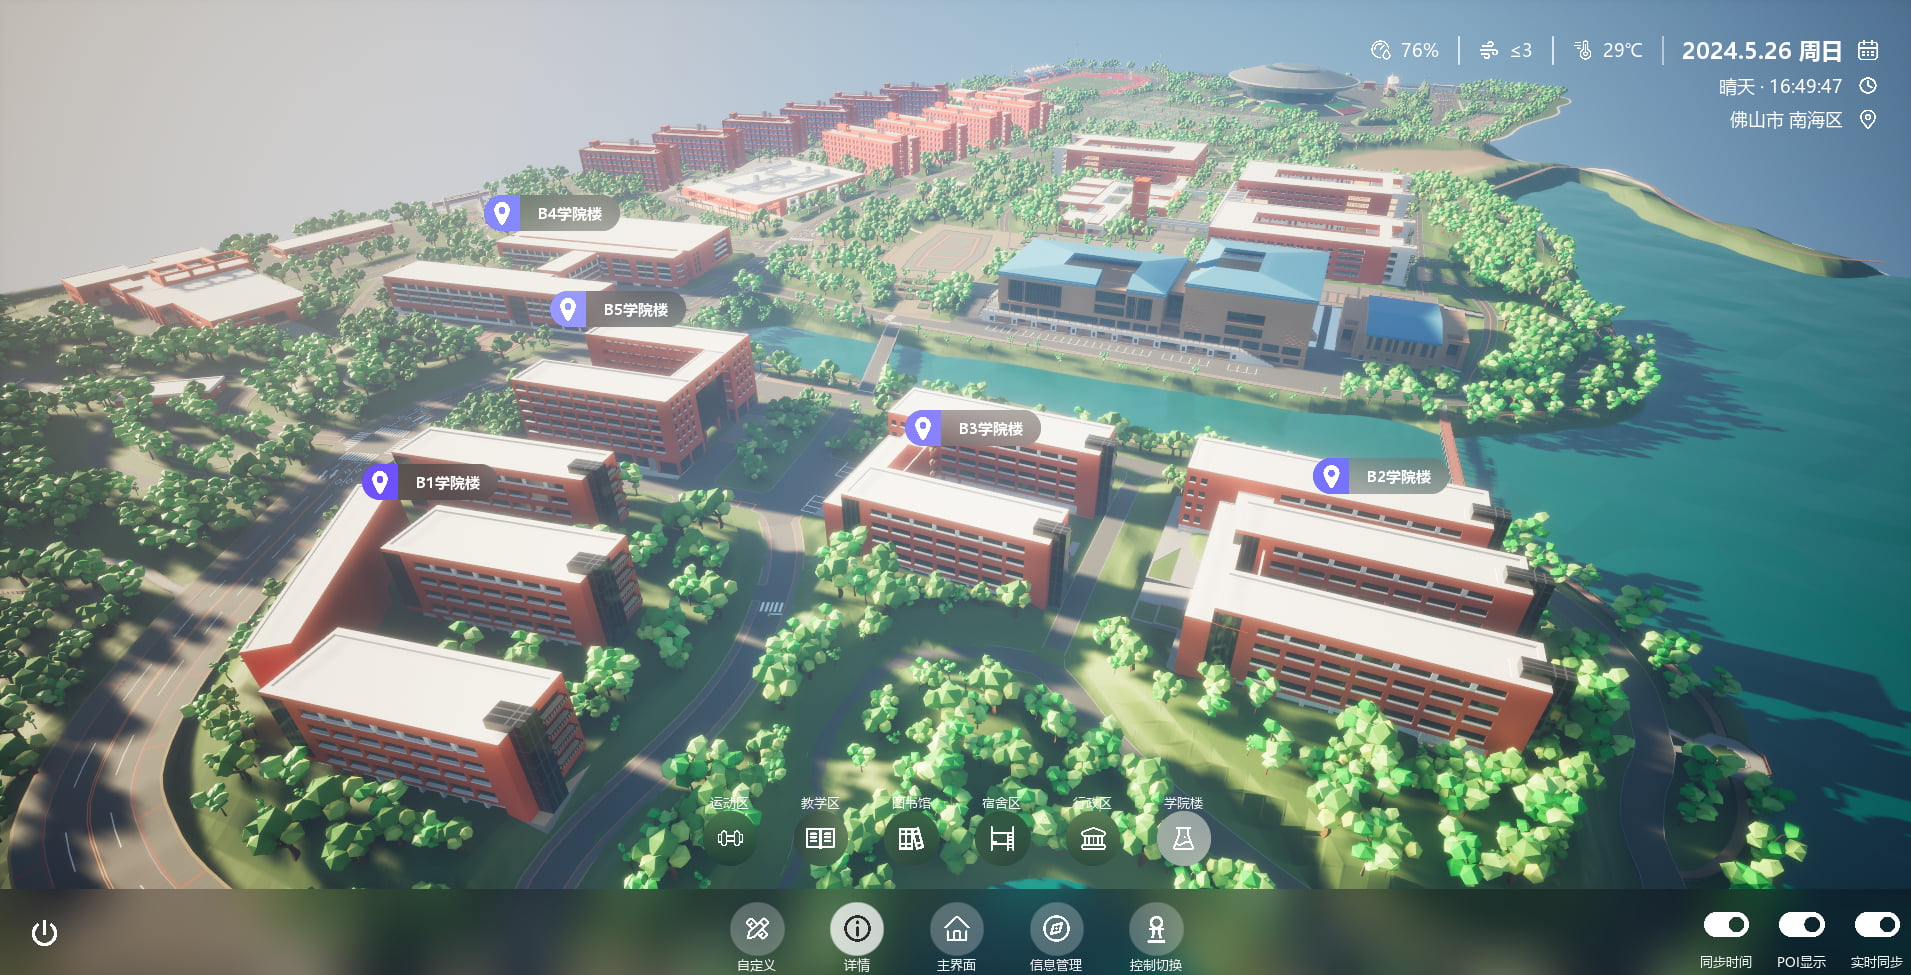 76%
≤3
29℃
2024.5.26 周日
晴天 · 16:49:47
佛山市 南海区
B4学院楼
B5学院楼
B3学院楼
B2学院楼
B1学院楼
运动区
教学区
图书馆
宿舍区
行政区
学院楼
自定义
详情
主界面
信息管理
控制切换
同步时间
POI显示
实时同步